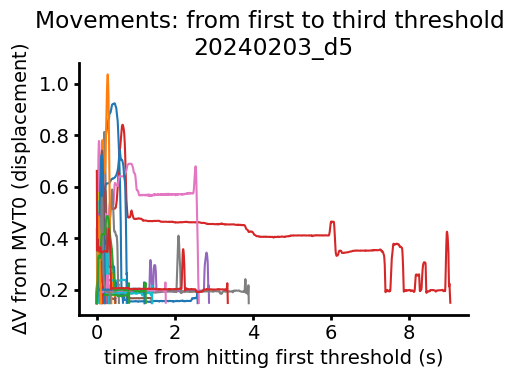 Movements: from first to third threshold
20240203_d5
ΔV from MVT0 (displacement)
1.0
0.8
0.6
0.4
0.2
0
2
4
6
8
time from hitting first threshold (s)